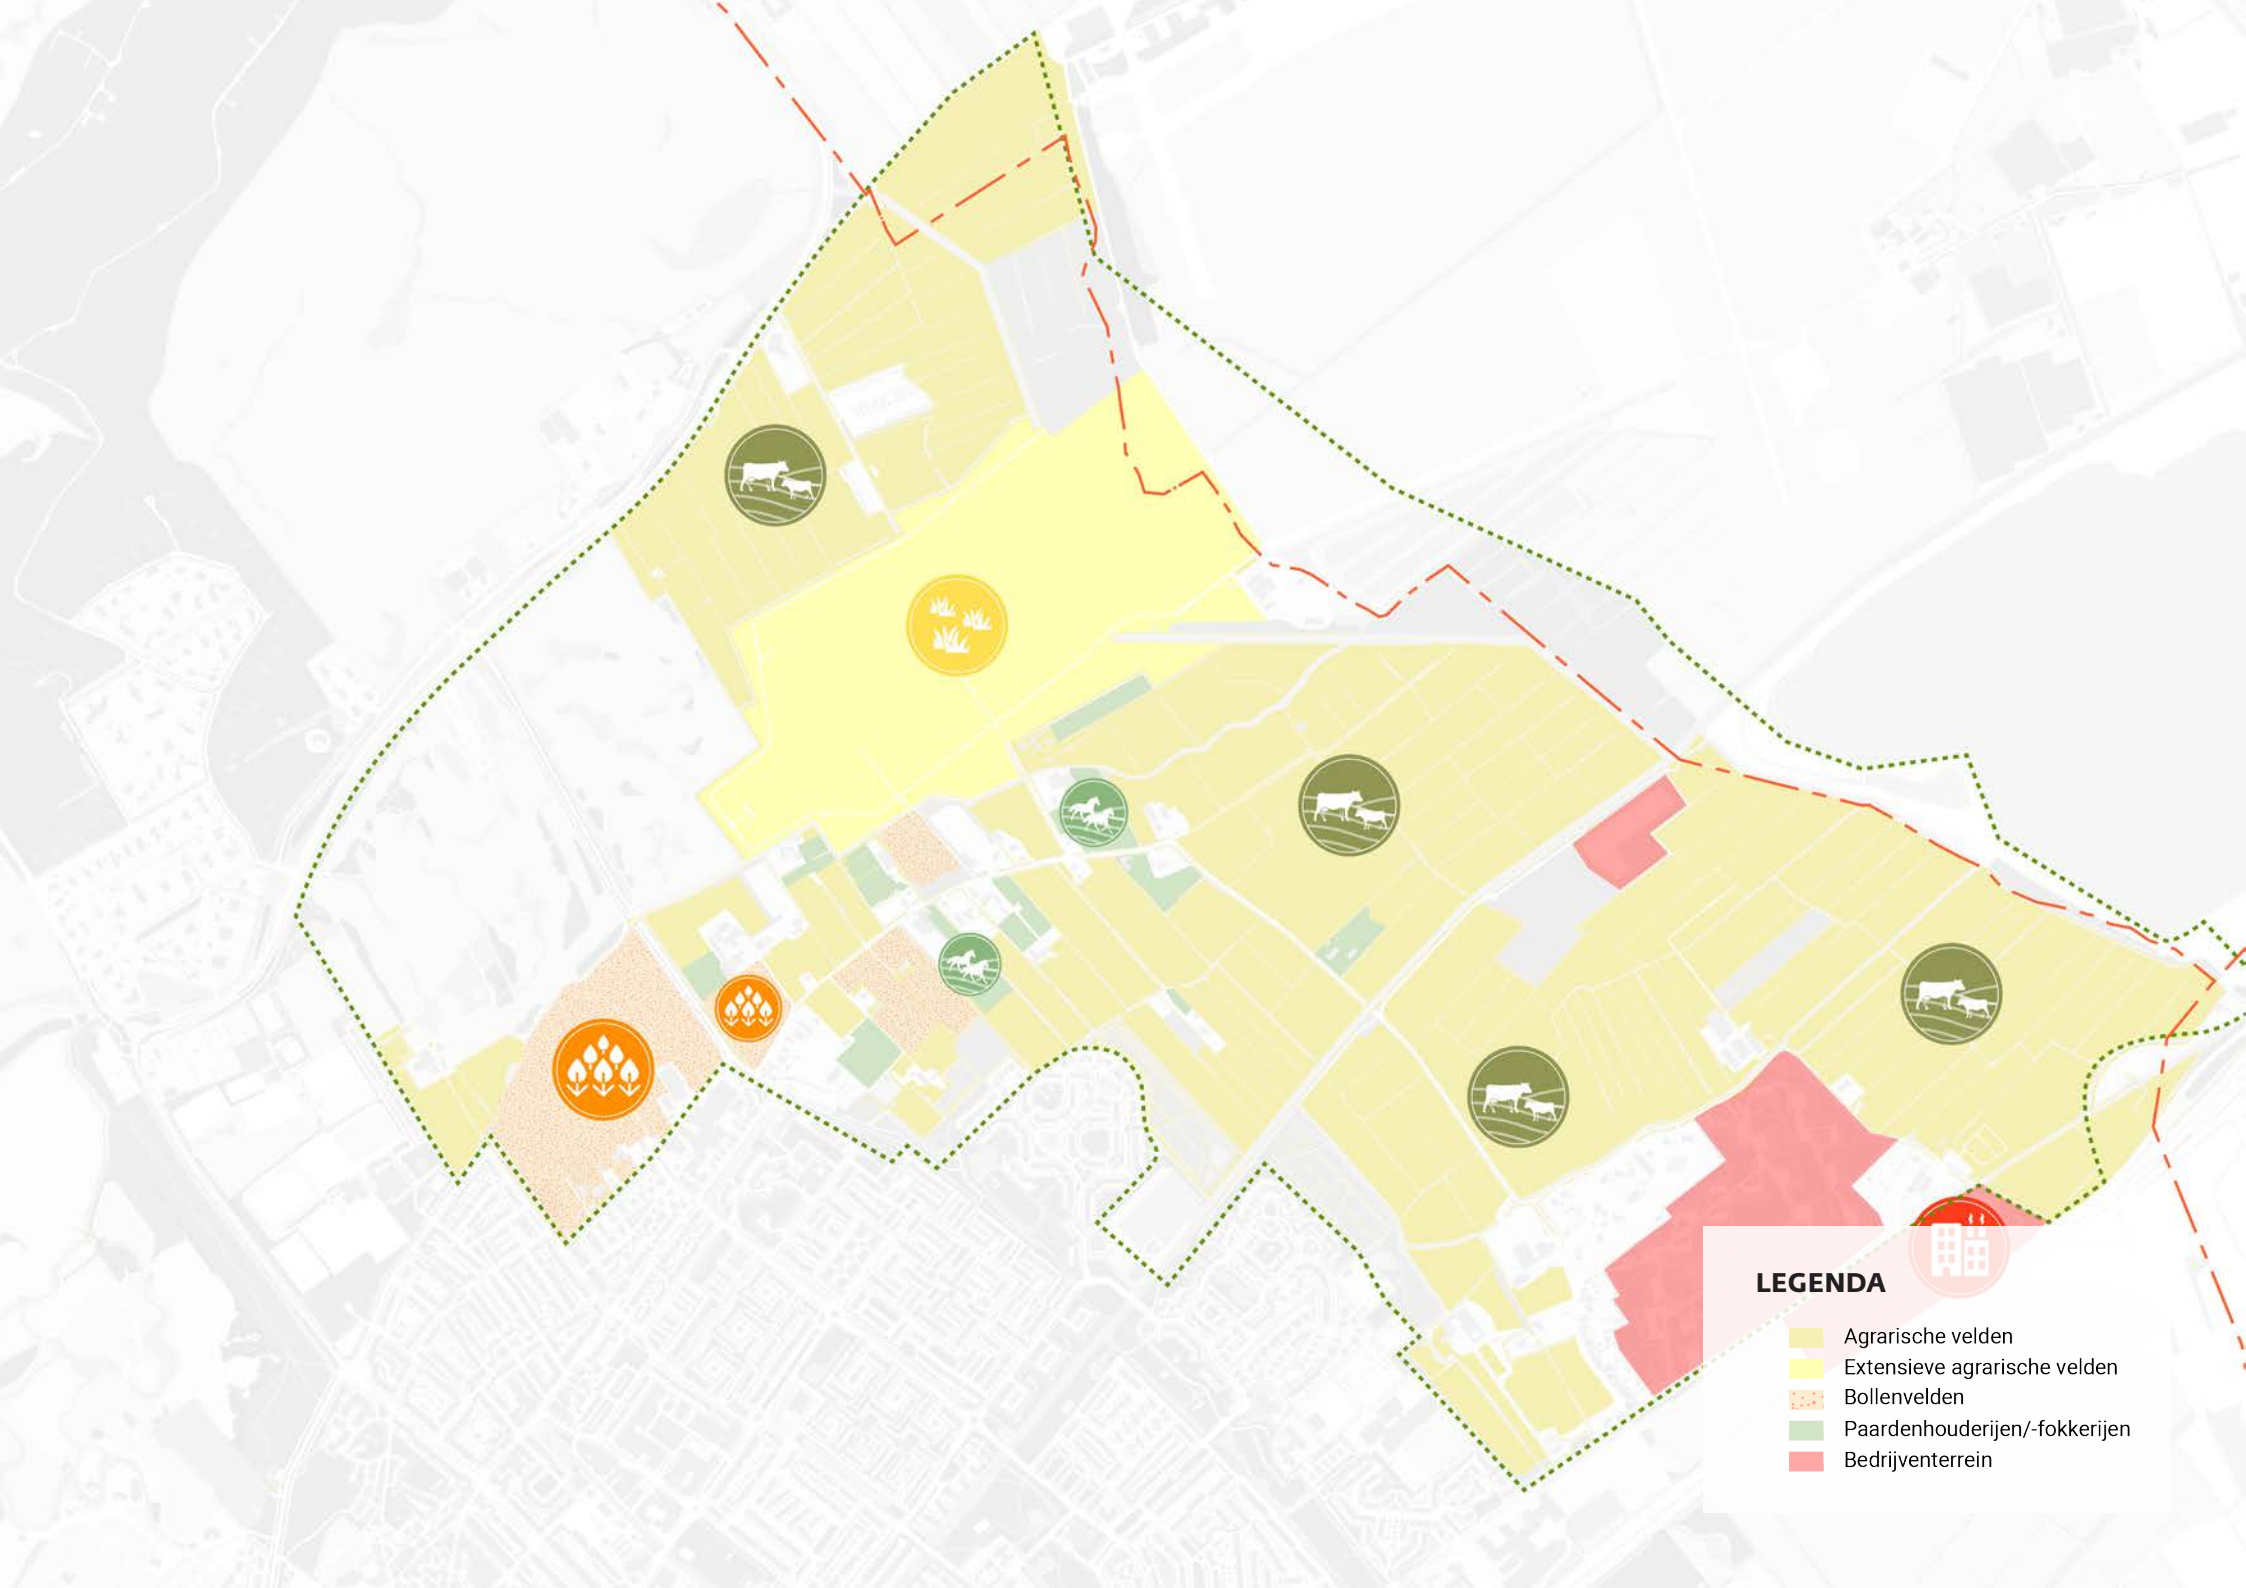 LEGENDA
Agrarische velden
Extensieve agrarische velden
Bollenvelden
Paardenhouderijen/-fokkerijen
Bedrijventerrein